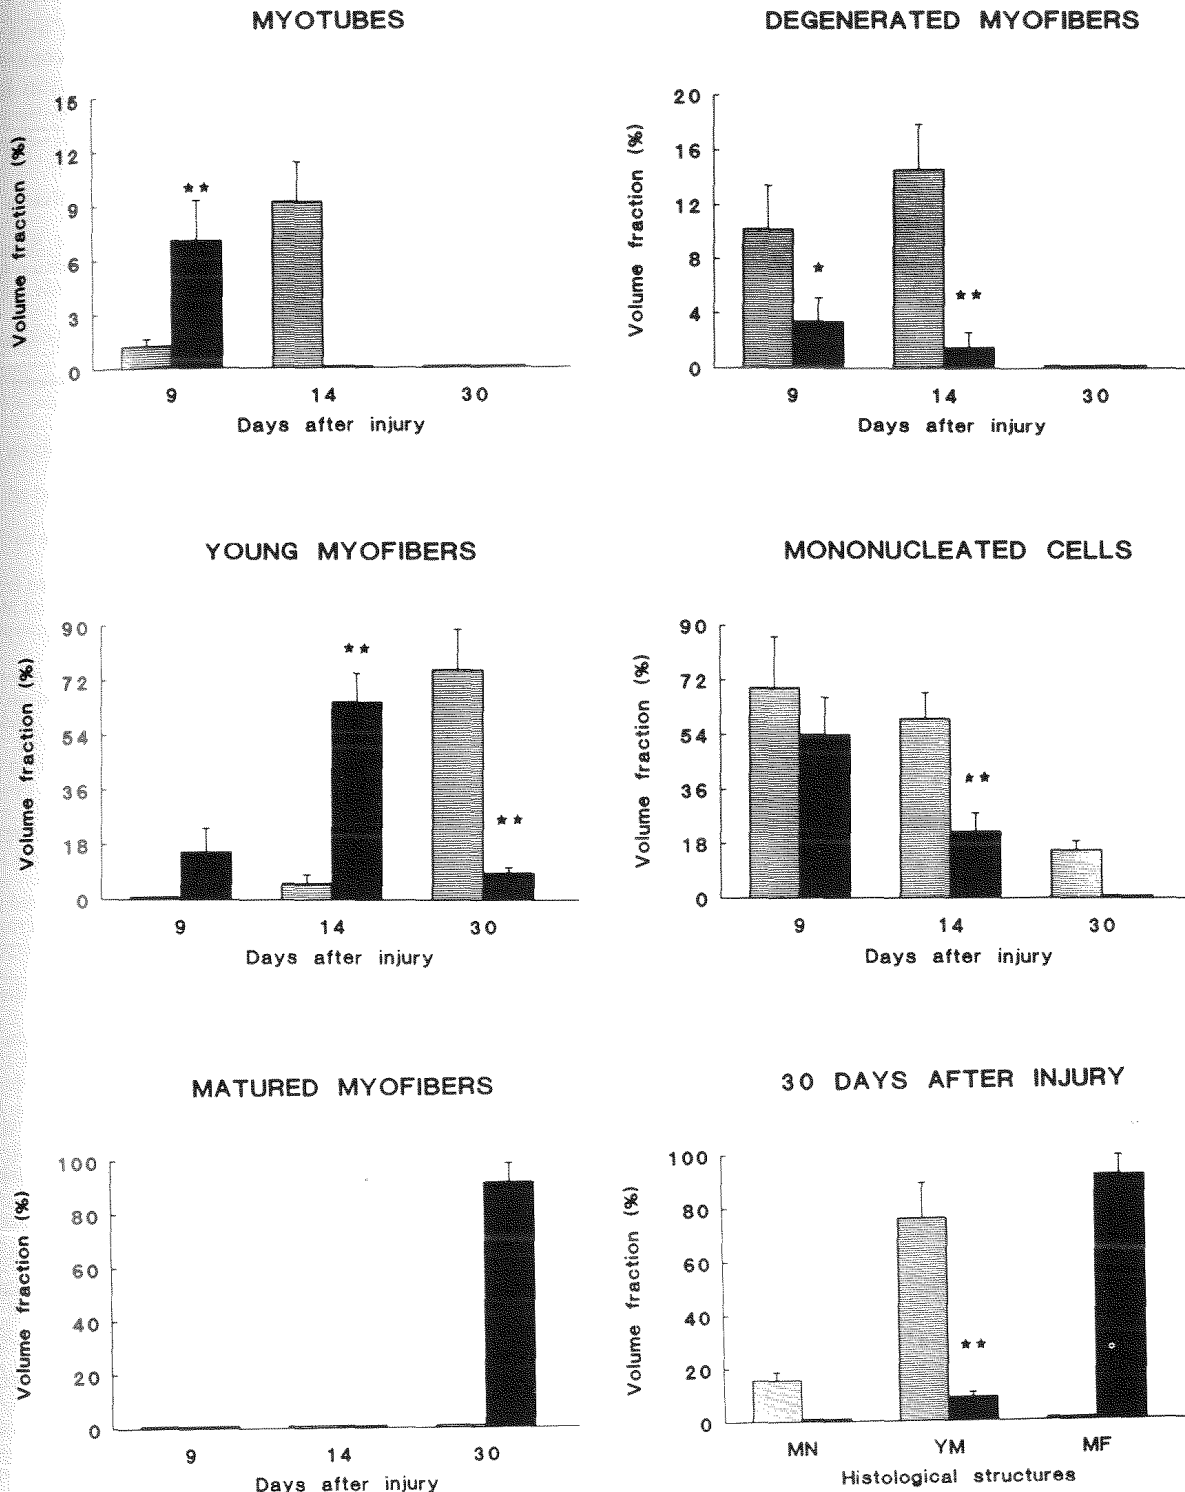 MYOTUBES
Volume fraction (%)
15
12
9
6
3
0
★★
9 14 30
Days after injury
DEGENERATED MYOFIBERS
Volume fraction (%)
20
16
12
8
4
0
★
★★
9 14 30
Days after injury
YOUNG MYOFIBERS
Volume fraction (%)
90
72
54
36
18
0
★★
★★
9 14 30
Days after injury
MONONUCLEATED CELLS
Volume fraction (%)
90
72
54
36
18
0
★★
9 14 30
Days after injury
MATURED MYOFIBERS
Volume fraction (%)
100
80
60
40
20
0
9 14 30
Days after injury
30 DAYS AFTER INJURY
Volume fraction (%)
100
80
60
40
20
0
★★
MN YM MF
Histological structures